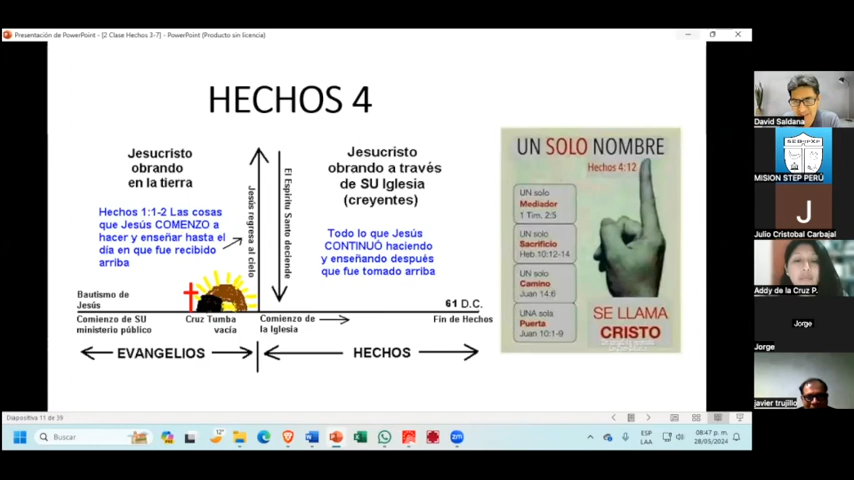 Presentación de PowerPoint - [2 Clase Hechos 3-7] - PowerPoint (Producto sin licencia)
HECHOS 4
Jesucristo
obrando
en la tierra
Hechos 1:1-2 Las cosas
que Jesús COMENZO a
hacer y enseñar hasta el
día en que fue recibido
arriba
Jesús regresa al cielo
El Espíritu Santo desciende
Jesucristo
obrando a través
de SU Iglesia
(creyentes)
Todo lo que Jesús
CONTINUÓ haciendo
y enseñando después
que fue tomado arriba
Bautismo de
Jesús
61 D.C.
Comienzo de SU
ministerio público
Cruz Tumba
vacía
Comienzo de
la Iglesia
Fin de Hechos
EVANGELIOS
HECHOS
UN SOLO NOMBRE
Hechos 4:12
UN solo
Mediador
1 Tim. 2:5
UN solo
Sacrificio
Heb.10:12-14
UN solo
Camino
Juan 14:6
UNA sola
Puerta
Juan 10:1-9
SE LLAMA
CRISTO
David Saldana
MISION STEP PERÚ
J
Julio Cristobal Carbajal
Addy de la Cruz P.
Jorge
Jorge
javier trujillo
Diapositiva 11 de 39
Buscar
12°
ESP
LAA
08:47 p. m.
28/05/2024